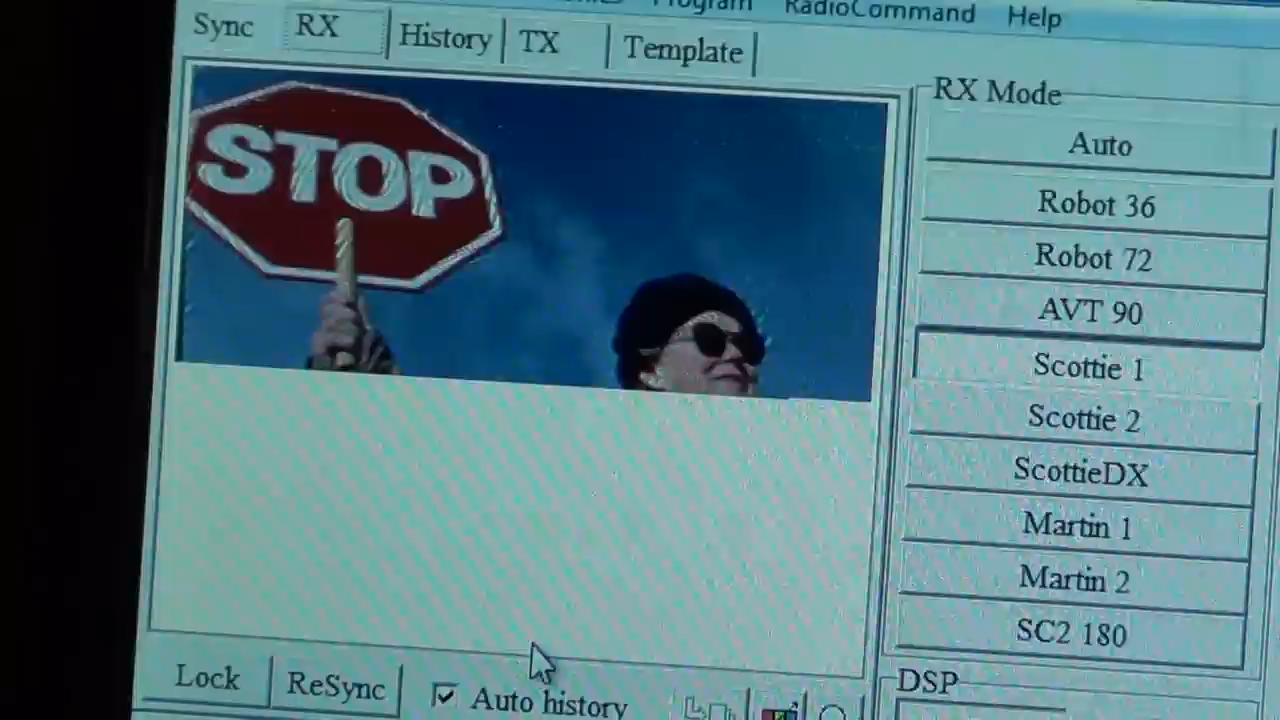 Program RadioCommand Help
Sync RX History TX Template
STOP
RX Mode
Auto
Robot 36
Robot 72
AVT 90
Scottie 1
Scottie 2
ScottieDX
Martin 1
Martin 2
SC2 180
DSP
Lock ReSync Auto history